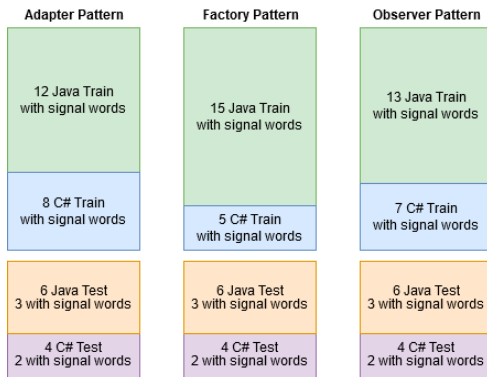 Adapter Pattern
12 Java Train
with signal words
8 C# Train
with signal words
6 Java Test
3 with signal words
4 C# Test
2 with signal words
Factory Pattern
15 Java Train
with signal words
5 C# Train
with signal words
6 Java Test
3 with signal words
4 C# Test
2 with signal words
Observer Pattern
13 Java Train
with signal words
7 C# Train
with signal words
6 Java Test
3 with signal words
4 C# Test
2 with signal words